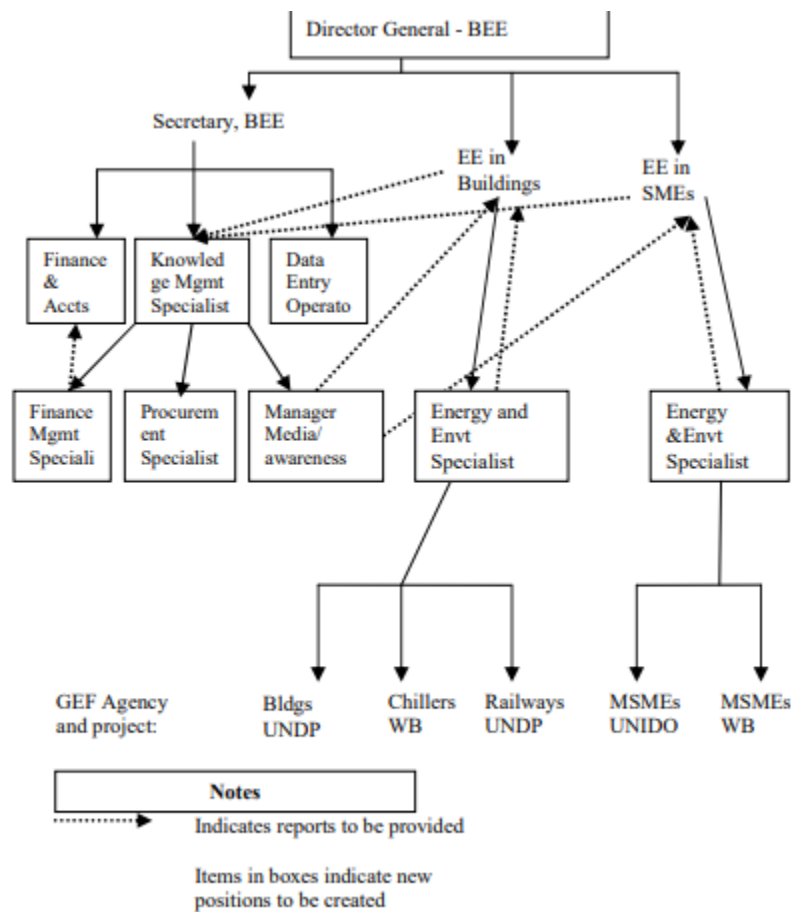 Director General - BEE
Secretary, BEE
EE in
Buildings
EE in
SMEs
Finance
&
Accts
Knowled
ge Mgmt
Specialist
Data
Entry
Operato
Finance
Mgmt
Speciali
Procurem
ent
Specialist
Manager
Media/
awareness
Energy and
Envt
Specialist
Energy
&Envt
Specialist
GEF Agency
and project:
Bldgs
UNDP
Chillers
WB
Railways
UNDP
MSMEs
UNIDO
MSMEs
WB
Notes
Indicates reports to be provided
Items in boxes indicate new
positions to be created